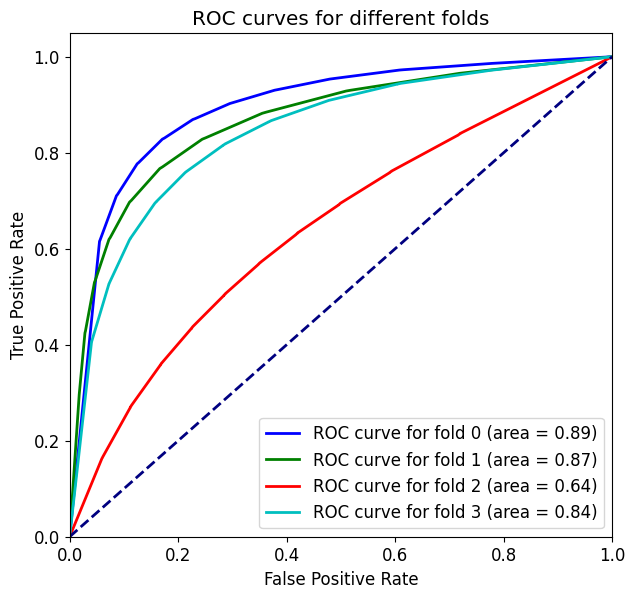 ROC curves for different folds
True Positive Rate
1.0
0.8
0.6
0.4
0.2
0.0
ROC curve for fold 0 (area = 0.89)
ROC curve for fold 1 (area = 0.87)
ROC curve for fold 2 (area = 0.64)
ROC curve for fold 3 (area = 0.84)
0.0 0.2 0.4 0.6 0.8 1.0
False Positive Rate